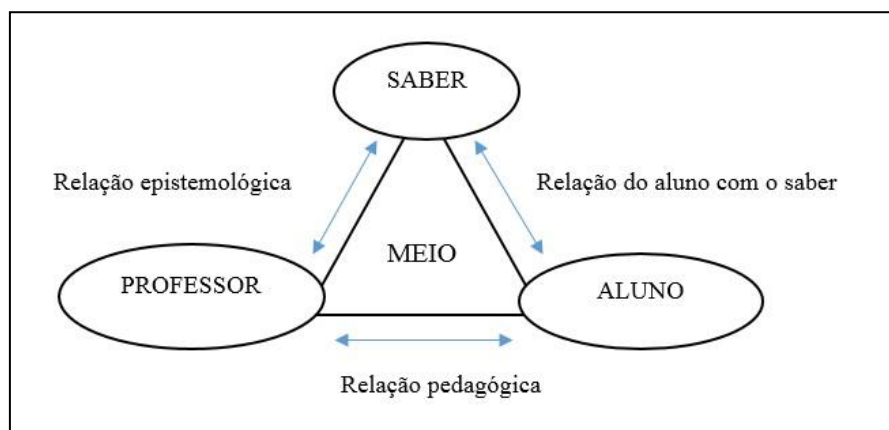 SABER
Relação epistemológica
Relação do aluno com o saber
MEIO
PROFESSOR
ALUNO
Relação pedagógica